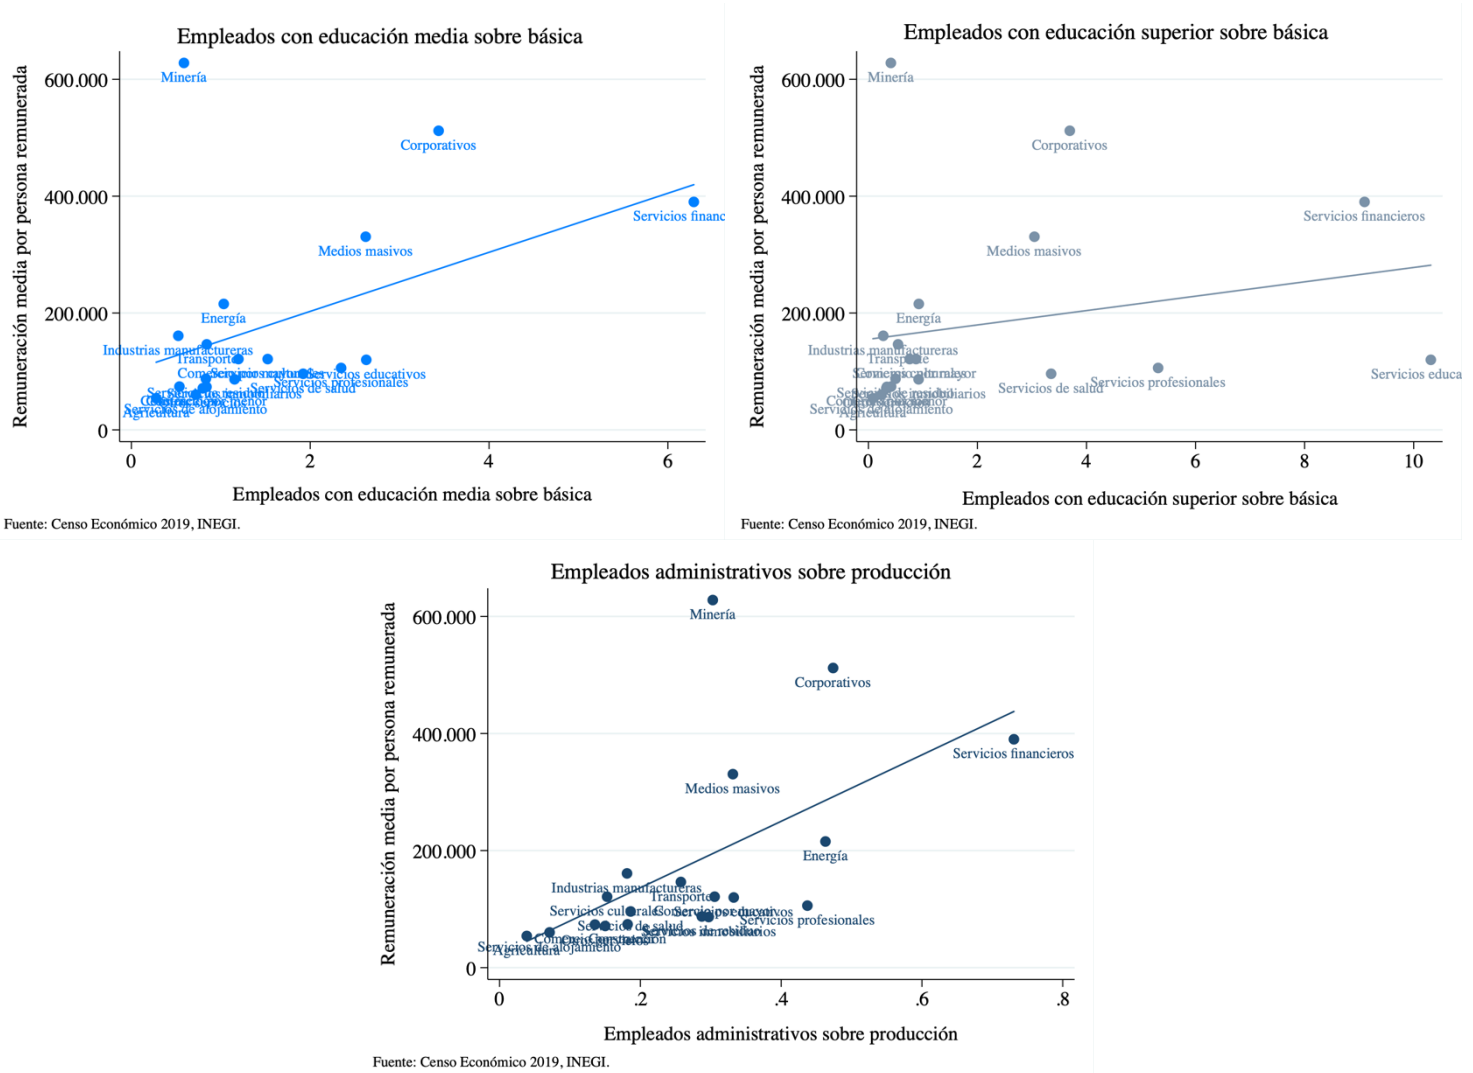 Empleados con educación media sobre básica
Remuneración media por persona remunerada
600.000
400.000
200.000
0
Minería
Corporativos
Servicios financ
Medios masivos
Energía
Industrias manufactureras
Transporte
Servicios educativos
Servicios profesionales
Servicios de salud
Servicios de alojamiento
Agricultura
0 2 4 6
Empleados con educación media sobre básica
Fuente: Censo Económico 2019, INEGI.
Empleados con educación superior sobre básica
Remuneración media por persona remunerada
600.000
400.000
200.000
0
Minería
Corporativos
Servicios financieros
Medios masivos
Energía
Industrias manufactureras
Transporte
Servicios educa
Servicios profesionales
Servicios de salud
Servicios de alojamiento
Agricultura
0 2 4 6 8 10
Empleados con educación superior sobre básica
Fuente: Censo Económico 2019, INEGI.
Empleados administrativos sobre producción
Remuneración media por persona remunerada
600.000
400.000
200.000
0
Minería
Corporativos
Servicios financieros
Medios masivos
Energía
Industrias manufactureras
Transporte
Servicios culturales
Servicios profesionales
Servicios de salud
Servicios inmobiliarios
Construcción
Servicios de alojamiento
Agricultura
0 .2 .4 .6 .8
Empleados administrativos sobre producción
Fuente: Censo Económico 2019, INEGI.